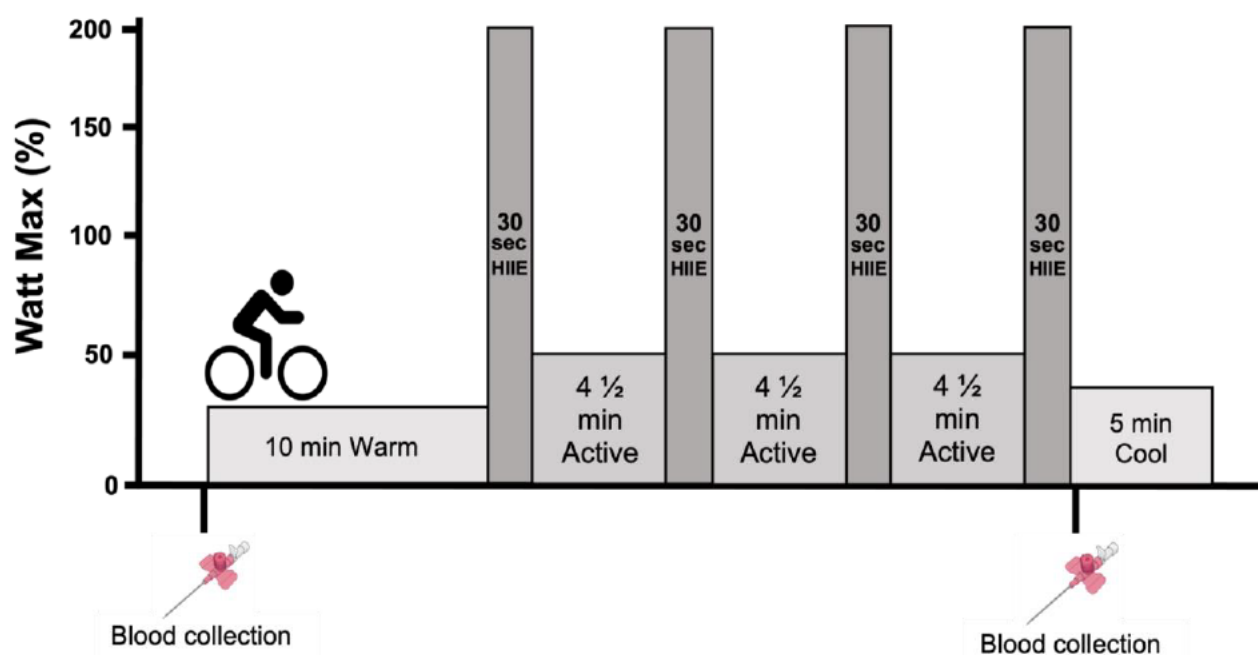 Watt Max (%)
200
150
100
50
0
10 min Warm
30
sec
HIIE
4 ½
min
Active
30
sec
HIIE
4 ½
min
Active
30
sec
HIIE
4 ½
min
Active
30
sec
HIIE
5 min
Cool
Blood collection
Blood collection